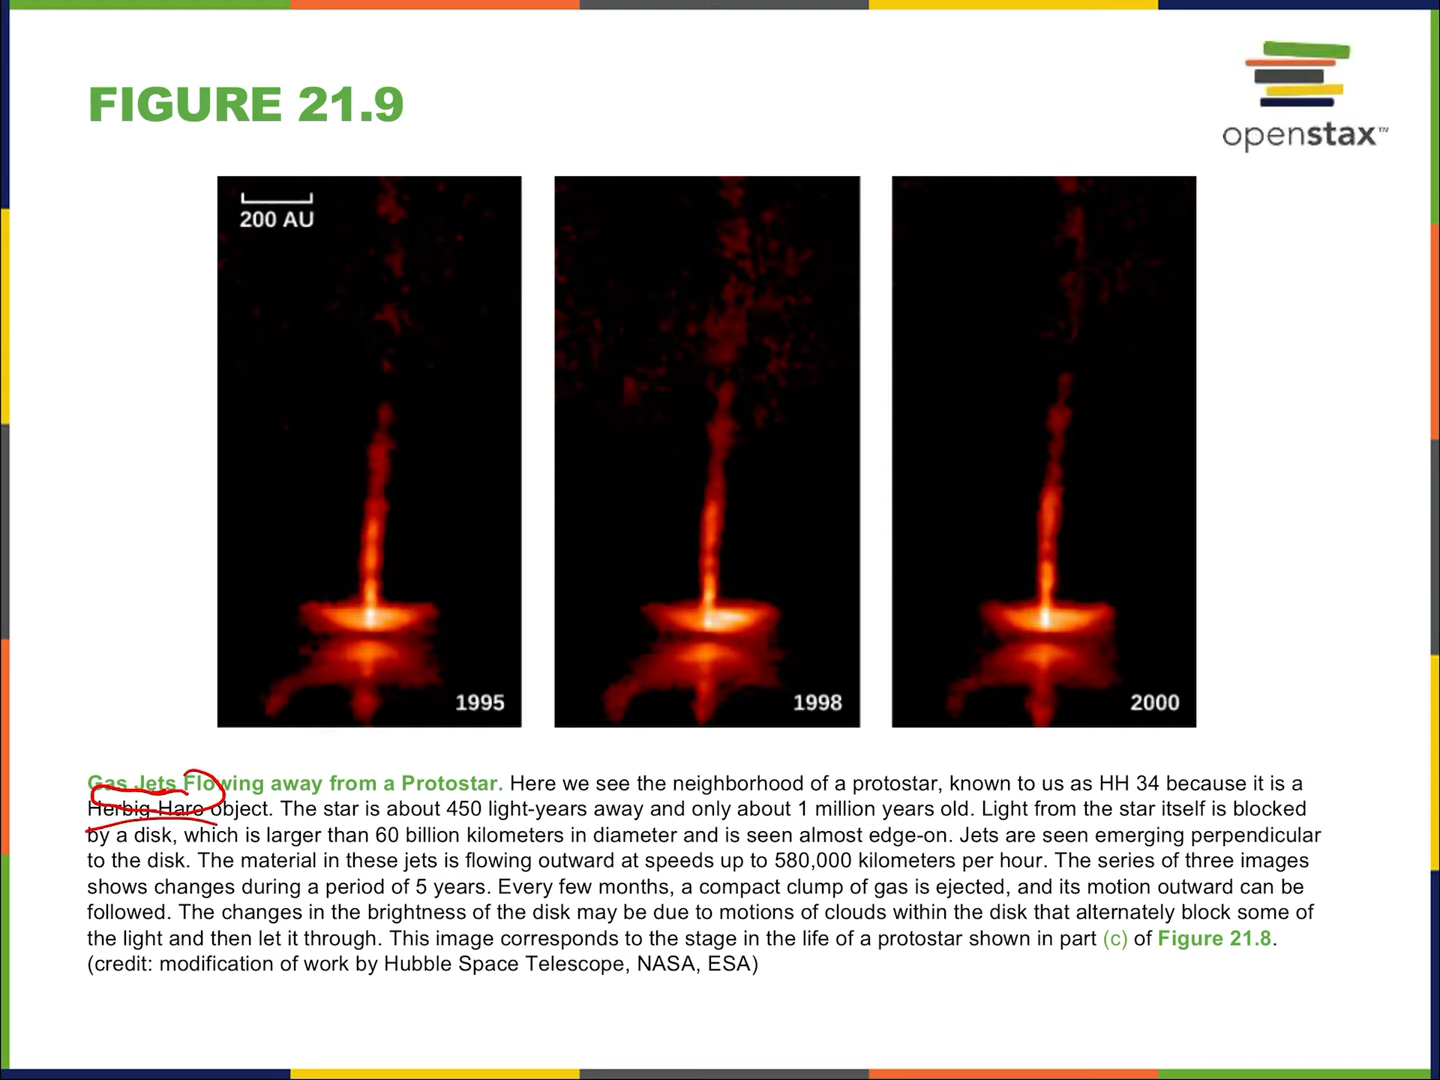 FIGURE 21.9
openstax™
200 AU
1995
1998
2000
Gas Jets Flowing away from a Protostar. Here we see the neighborhood of a protostar, known to us as HH 34 because it is a
Herbig-Haro object. The star is about 450 light-years away and only about 1 million years old. Light from the star itself is blocked
by a disk, which is larger than 60 billion kilometers in diameter and is seen almost edge-on. Jets are seen emerging perpendicular
to the disk. The material in these jets is flowing outward at speeds up to 580,000 kilometers per hour. The series of three images
shows changes during a period of 5 years. Every few months, a compact clump of gas is ejected, and its motion outward can be
followed. The changes in the brightness of the disk may be due to motions of clouds within the disk that alternately block some of
the light and then let it through. This image corresponds to the stage in the life of a protostar shown in part (c) of Figure 21.8.
(credit: modification of work by Hubble Space Telescope, NASA, ESA)